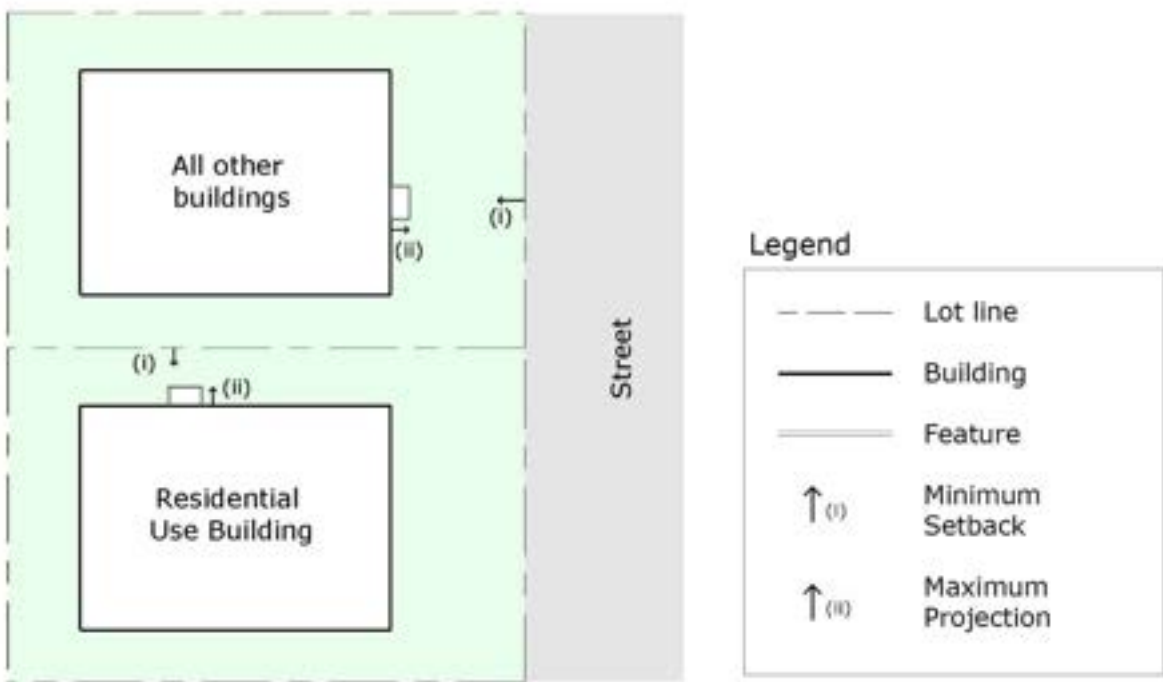 All other
buildings
(i)
(ii)
(i)
(ii)
Residential
Use Building
Street
Legend
Lot line
Building
Feature
(i)
Minimum
Setback
(ii)
Maximum
Projection